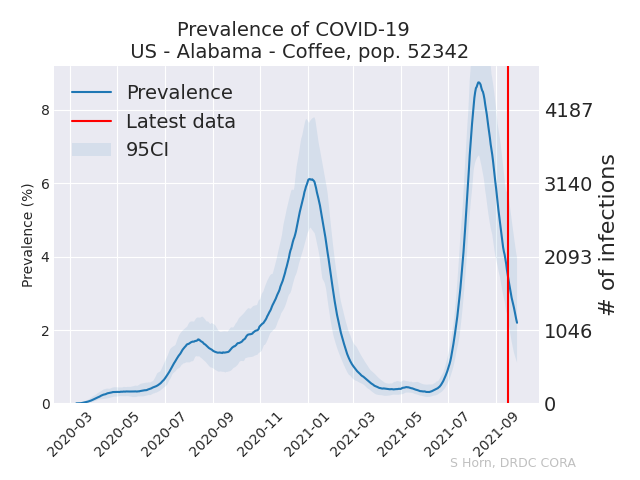 Prevalence of COVID-19
US - Alabama - Coffee, pop. 52342
Prevalence
Latest data
95CI
Prevalence (%)
8
6
4
2
0
4187
3140
2093
1046
0
# of infections
2020-03
2020-05
2020-07
2020-09
2020-11
2021-01
2021-03
2021-05
2021-07
2021-09
S Horn, DRDC CORA